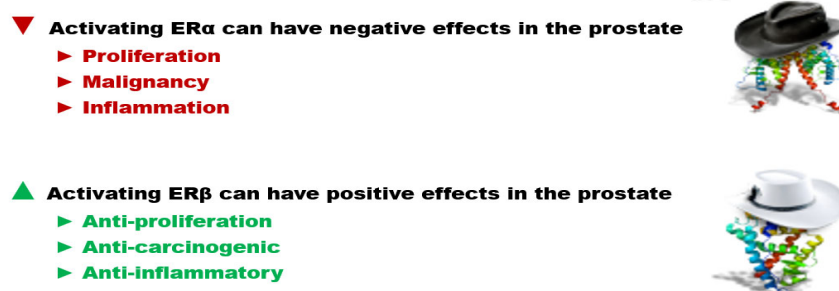 ▼ Activating ERα can have negative effects in the prostate
► Proliferation
► Malignancy
► Inflammation
▲ Activating ERβ can have positive effects in the prostate
► Anti-proliferation
► Anti-carcinogenic
► Anti-inflammatory